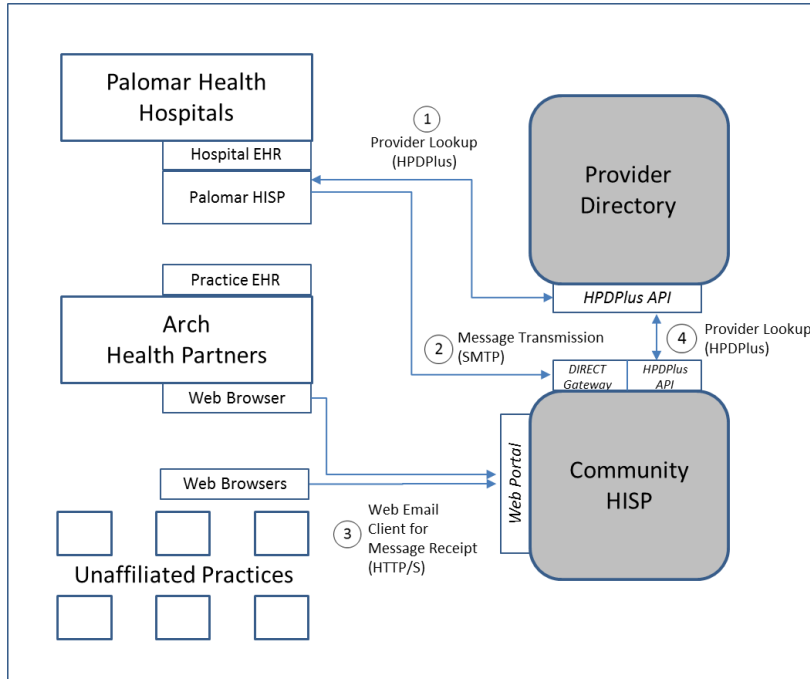 Palomar Health
Hospitals
Hospital EHR
Palomar HISP
1
Provider Lookup
(HPDPlus)
Provider
Directory
HPDPlus API
Practice EHR
Arch
Health Partners
Web Browser
2
Message Transmission
(SMTP)
4
Provider Lookup
(HPDPlus)
DIRECT
Gateway
HPDPlus
API
Web Portal
Community
HISP
Web Browsers
3
Web Email
Client for
Message Receipt
(HTTP/S)
Unaffiliated Practices